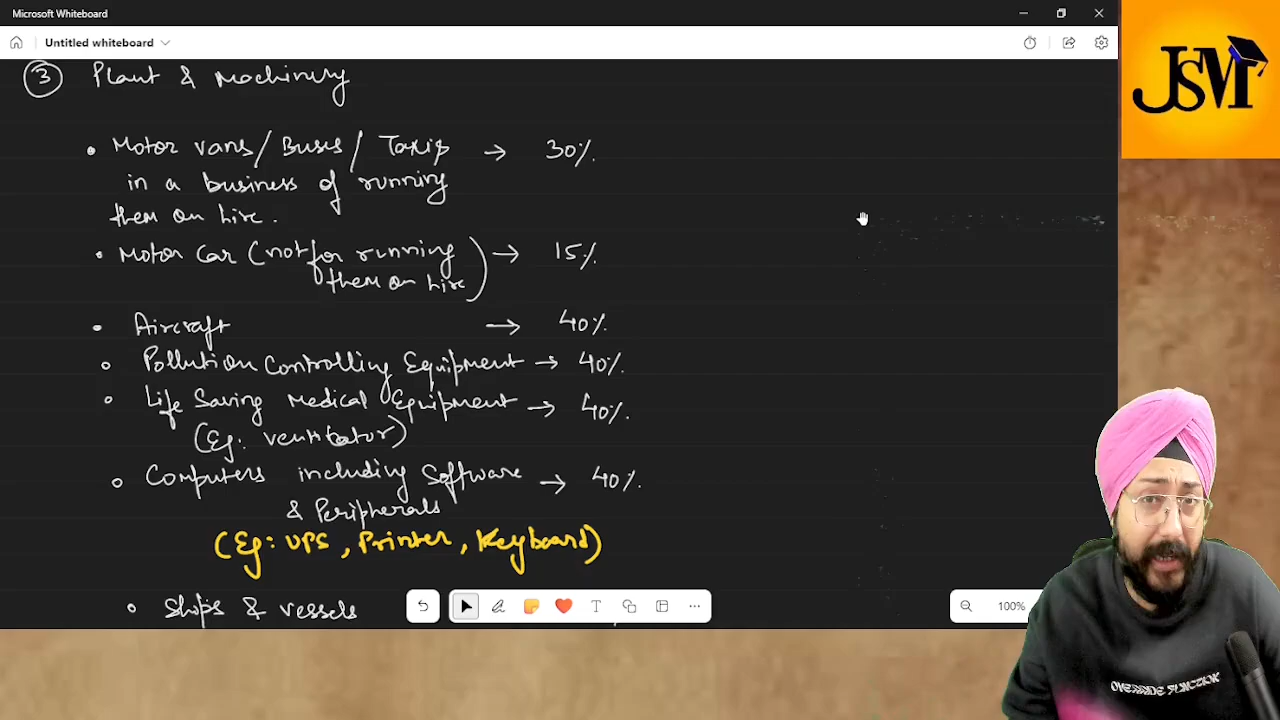 Microsoft Whiteboard
Untitled whiteboard
JSM
③ Plant & Machinery
• Motor vans/Buses/Taxis → 30%.
in a business of running
them on hire.
• Motor Car (not for running → 15%.
them on hire)
• Aircraft → 40%.
• Pollution Controlling Equipment → 40%.
• Life Saving Medical Equipment → 40%.
(Eg: ventilator)
• Computers including Software → 40%.
& Peripherals
(Eg: UPS, Printer, Keyboard)
• Ships & vessels
100%
OVERRIDE FUNCTION